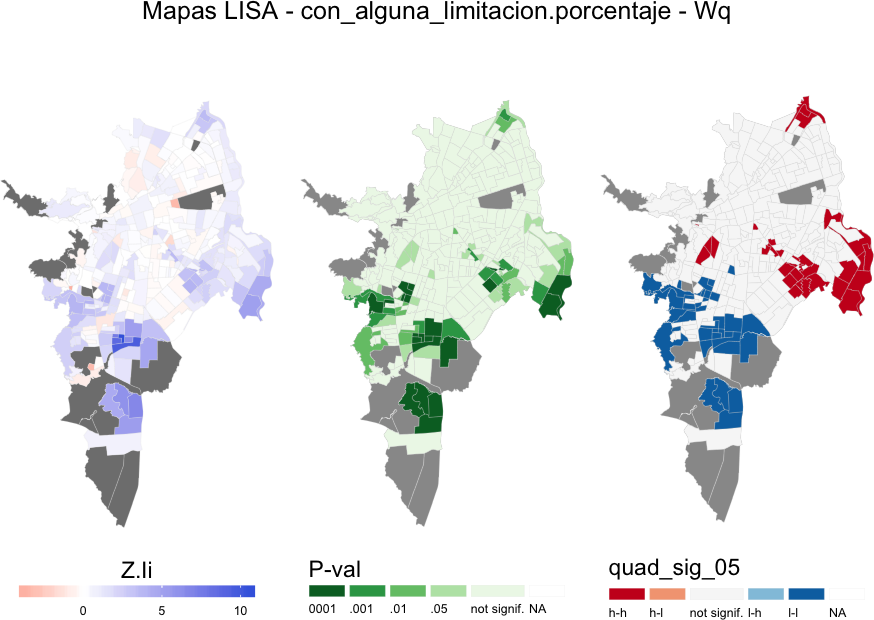 Mapas LISA - con_alguna_limitacion.porcentaje - Wq
Z.Ii
0 5 10
P-val
0001 .001 .01 .05 not signif. NA
quad_sig_05
h-h h-l not signif. l-h l-l NA